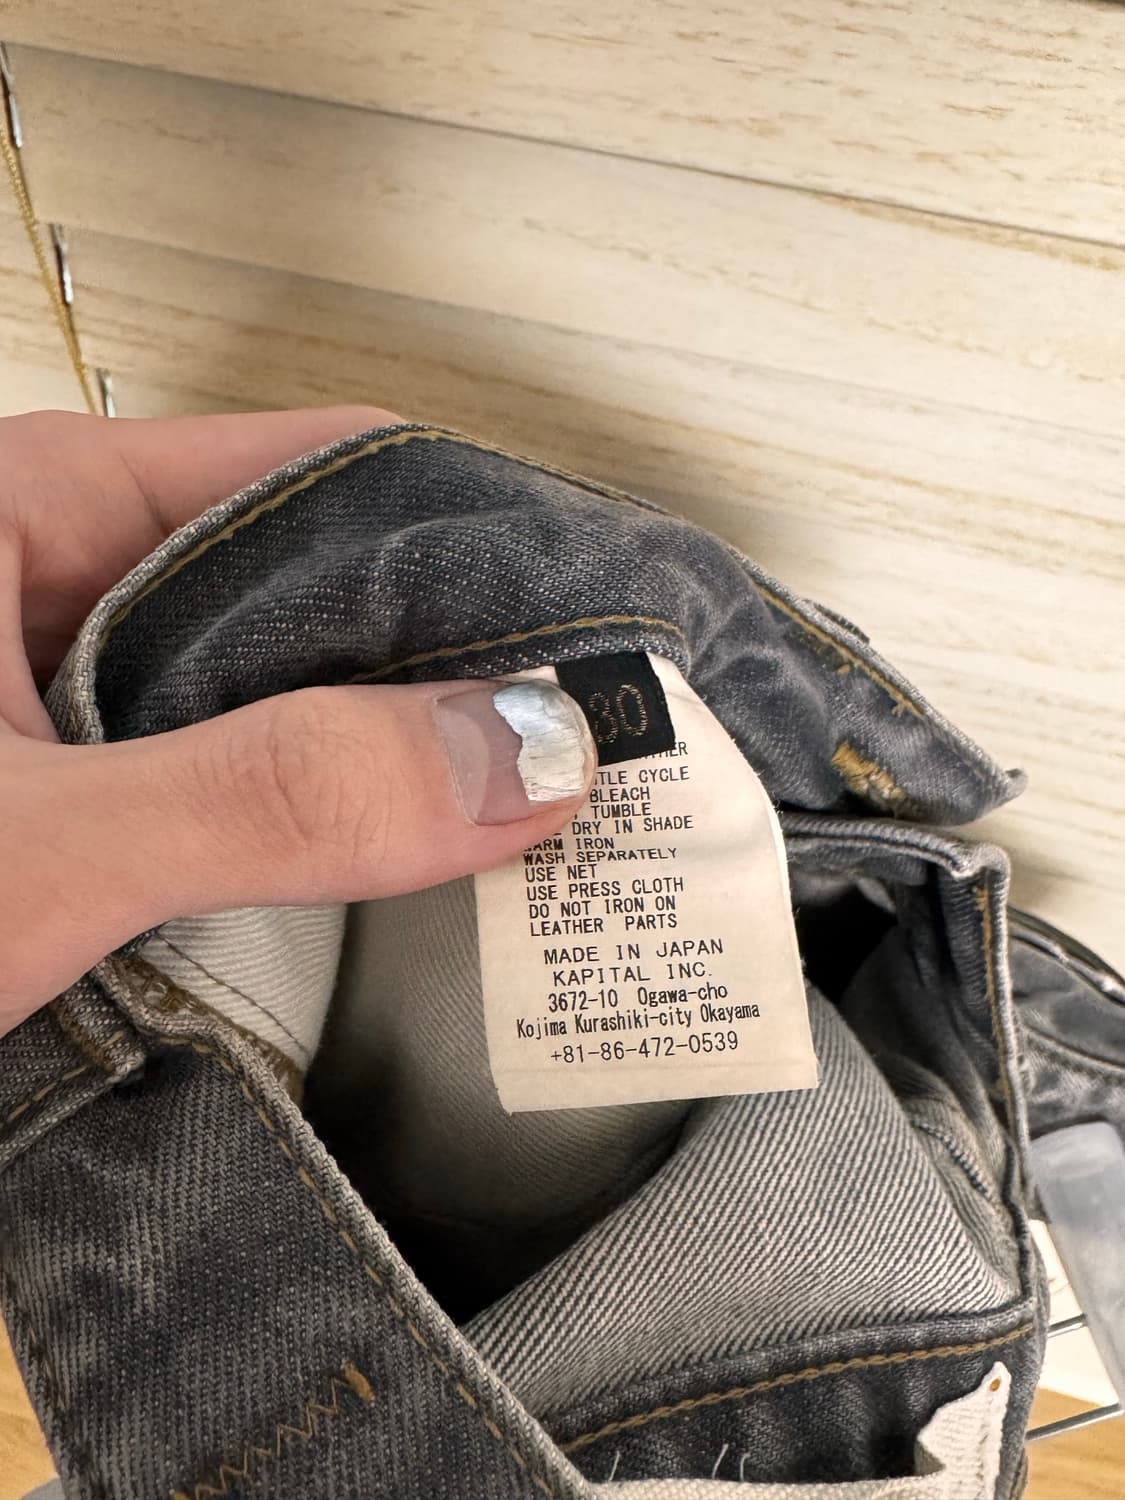 30
TLE CYCLE
BLEACH
TUMBLE
DRY IN SHADE
WARM IRON
WASH SEPARATELY
USE NET
USE PRESS CLOTH
DO NOT IRON ON
LEATHER PARTS
MADE IN JAPAN
KAPITAL INC.
3672-10 Ogawa-cho
Kojima Kurashiki-city Okayama
+81-86-472-0539